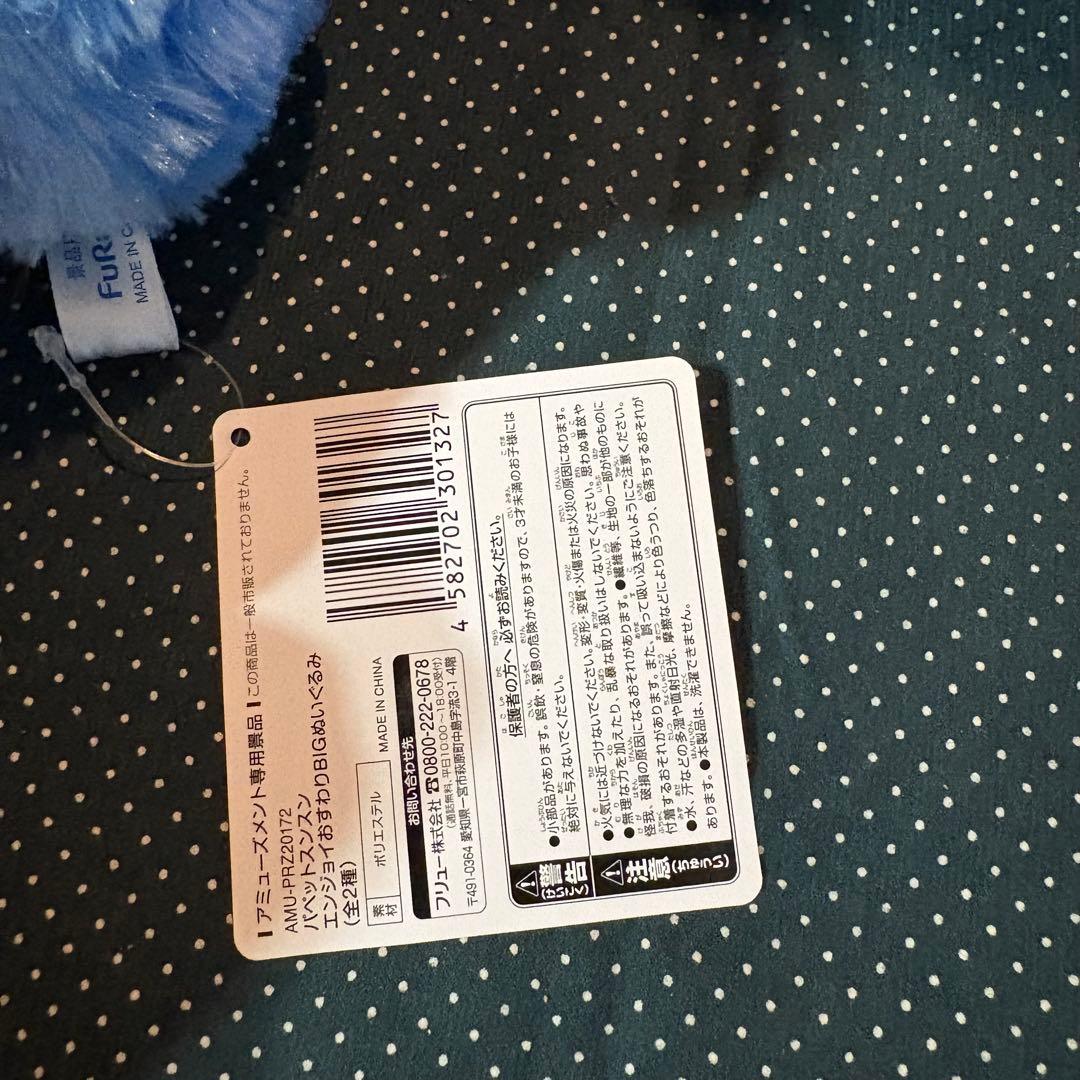 景品
FuR
MADE IN C
┃アミューズメント専用景品┃この商品は一般市販されておりません。
AMU-PRZ20172
パペットスンスン
エンジョイおすわりBIGぬいぐるみ
(全2種)
素材 ポリエステル MADE IN CHINA
お問い合わせ先
フリュー株式会社 ☎0800-222-0678
(通話無料、平日10:00~18:00受付)
〒491-0364 愛知県一宮市萩原町中島字流3-1 4階
4 582702 301327
保護者の方へ 必ずお読みください。
⚠警告(けいこく)
●小部品があります。誤飲・窒息の危険がありますので、3才未満のお子様には
絶対に与えないでください。
⚠注意(ちゅうい)
●火気には近づけないでください。変形・変質・火傷または火災の原因になります。
●無理な力を加えたり、乱暴な取り扱いはしないでください。思わぬ事故や
怪我、破損の原因になるおそれがあります。●繊維等、生地の一部が他のものに
付着するおそれがあります。また、誤って吸い込まないようにご注意ください。
●水、汗などの多湿や直射日光、摩擦などにより色うつり、色落ちするおそれが
あります。●本製品は、洗濯できません。